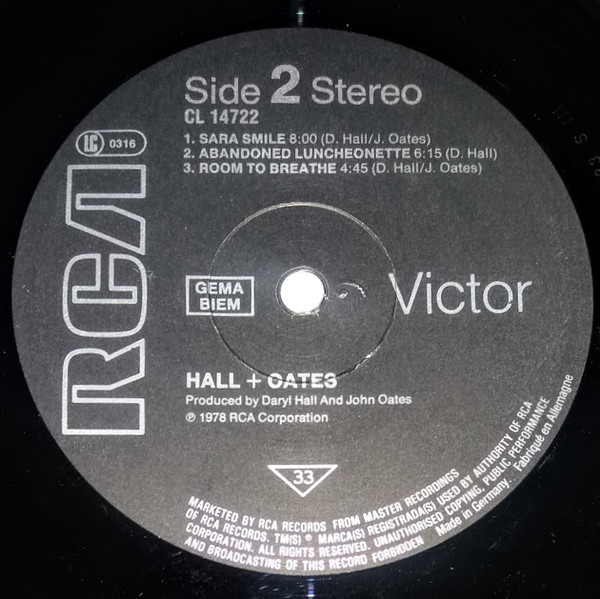 Side 2 Stereo
CL 14722
1. SARA SMILE 8:00 (D. Hall/J. Oates)
2. ABANDONED LUNCHEONETTE 6:15 (D. Hall)
3. ROOM TO BREATHE 4:45 (D. Hall/J. Oates)
LC 0316
RCA
GEMA
BIEM
Victor
HALL + OATES
Produced by Daryl Hall And John Oates
℗ 1978 RCA Corporation
33
MARKETED BY RCA RECORDS FROM MASTER RECORDINGS
OF RCA RECORDS. TM(S) ® MARCA(S) REGISTRADA(S) USED BY AUTHORITY OF RCA
CORPORATION. ALL RIGHTS RESERVED. UNAUTHORISED COPYING, PUBLIC PERFORMANCE
AND BROADCASTING OF THIS RECORD FORBIDDEN Made in Germany. Fabriqué en Allemagne